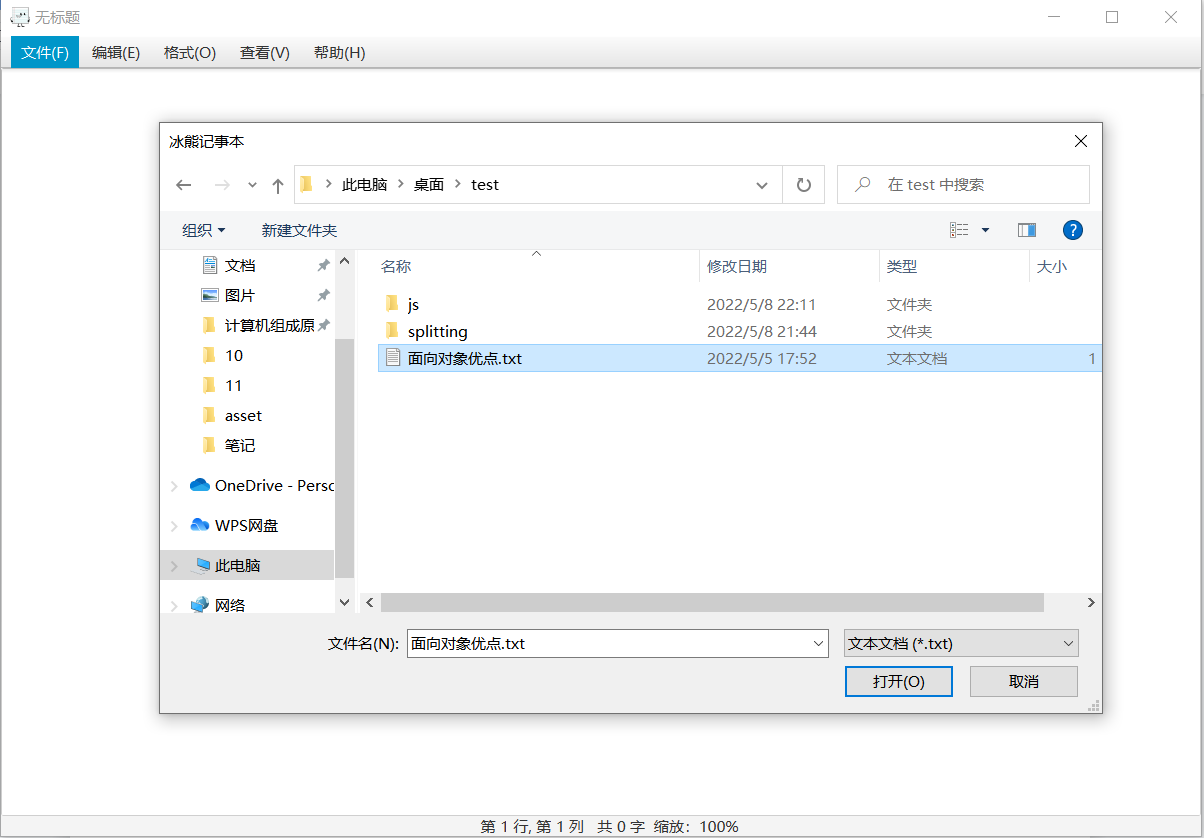 无标题
文件(F) 编辑(E) 格式(O) 查看(V) 帮助(H)
冰熊记事本
此电脑 桌面 test
在 test 中搜索
组织 新建文件夹
?
名称 修改日期 类型 大小
文档
图片
计算机组成原
10
11
asset
笔记
OneDrive - Perso
WPS网盘
此电脑
网络
js 2022/5/8 22:11 文件夹
splitting 2022/5/8 21:44 文件夹
面向对象优点.txt 2022/5/5 17:52 文本文档 1
文件名(N): 面向对象优点.txt 文本文档 (*.txt)
打开(O) 取消
第 1 行, 第 1 列 共 0 字 缩放：100%